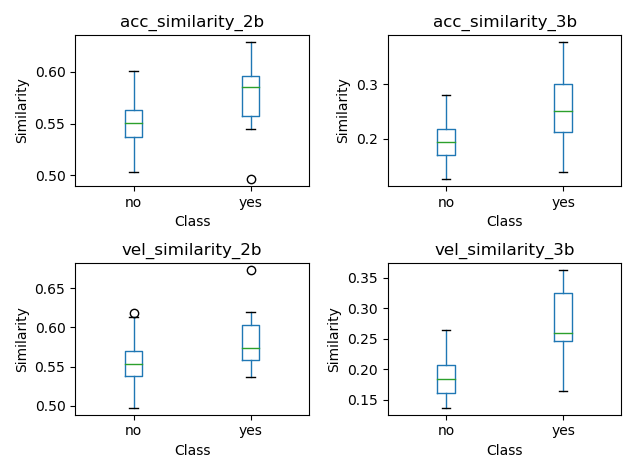 acc_similarity_2b
acc_similarity_3b
Similarity
0.60
0.55
0.50
no
yes
Class
Similarity
0.3
0.2
no
yes
Class
vel_similarity_2b
vel_similarity_3b
Similarity
0.65
0.60
0.55
0.50
no
yes
Class
Similarity
0.35
0.30
0.25
0.20
0.15
no
yes
Class